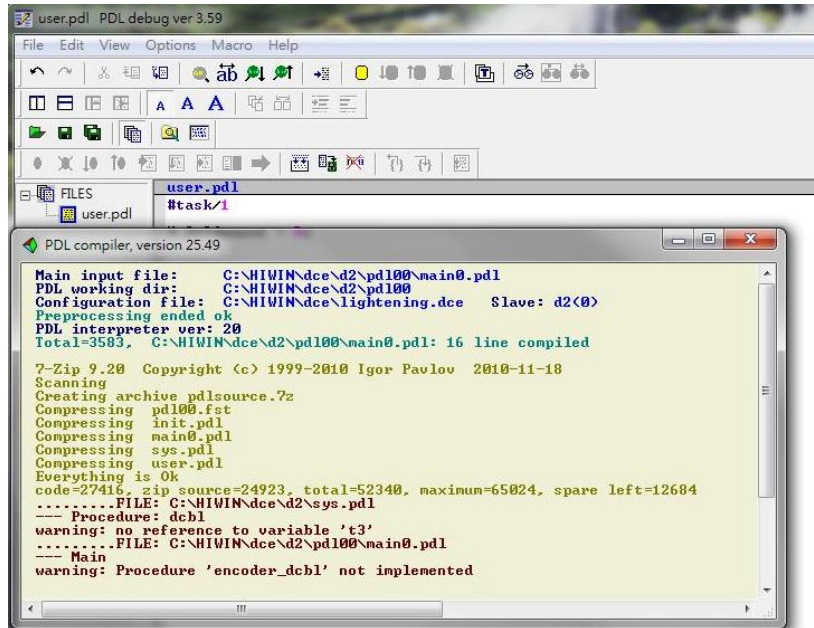 user.pdl PDL debug ver 3.59
File Edit View Options Macro Help
FILES
user.pdl
user.pdl
#task/1
PDL compiler, version 25.49
Main input file: C:\HIWIN\dce\d2\pdl00\main0.pdl
PDL working dir: C:\HIWIN\dce\d2\pdl00
Configuration file: C:\HIWIN\dce\lightening.dce Slave: d2(0)
Preprocessing ended ok
PDL interpreter ver: 20
Total=3583, C:\HIWIN\dce\d2\pdl00\main0.pdl: 16 line compiled
7-Zip 9.20 Copyright (c) 1999-2010 Igor Pavlov 2010-11-18
Scanning
Creating archive pdlsource.7z
Compressing pdl00.fst
Compressing init.pdl
Compressing main0.pdl
Compressing sys.pdl
Compressing user.pdl
Everything is Ok
code=27416, zip source=24923, total=52340, maximum=65024, spare left=12684
.........FILE: C:\HIWIN\dce\d2\sys.pdl
--- Procedure: dcbl
warning: no reference to variable 't3'
.........FILE: C:\HIWIN\dce\d2\pdl00\main0.pdl
--- Main
warning: Procedure 'encoder_dcbl' not implemented